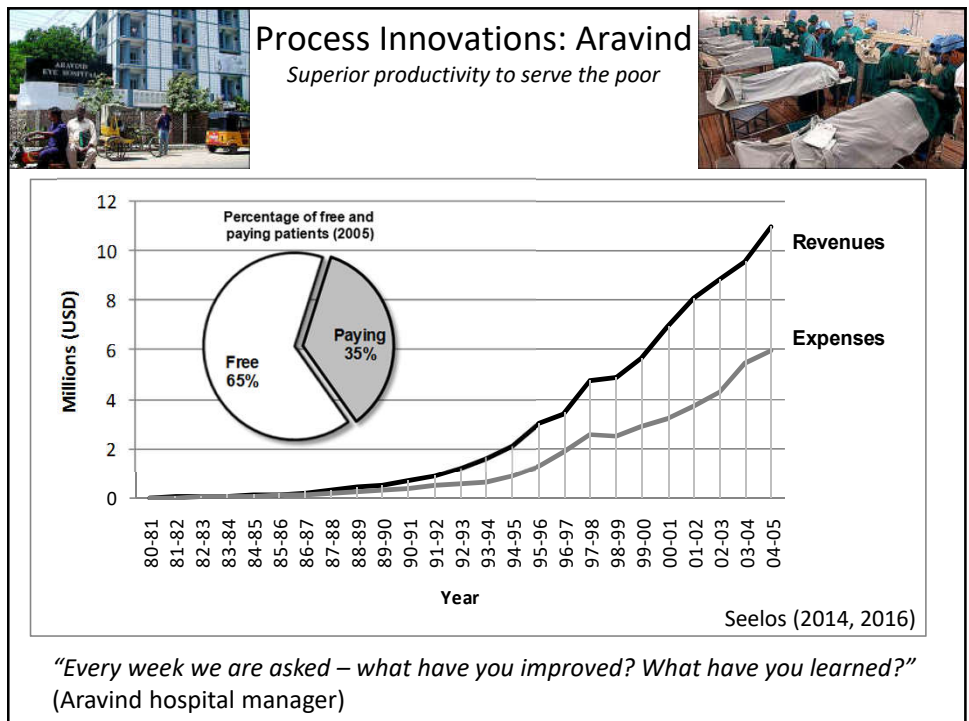 ARAVIND
EYE HOSPITAL
Process Innovations: Aravind
Superior productivity to serve the poor
Percentage of free and
paying patients (2005)
Free
65%
Paying
35%
Revenues
Expenses
Millions (USD)
12
10
8
6
4
2
0
80-81
81-82
82-83
83-84
84-85
85-86
86-87
87-88
88-89
89-90
90-91
91-92
92-93
93-94
94-95
95-96
96-97
97-98
98-99
99-00
00-01
01-02
02-03
03-04
04-05
Year
Seelos (2014, 2016)
“Every week we are asked – what have you improved? What have you learned?”
(Aravind hospital manager)